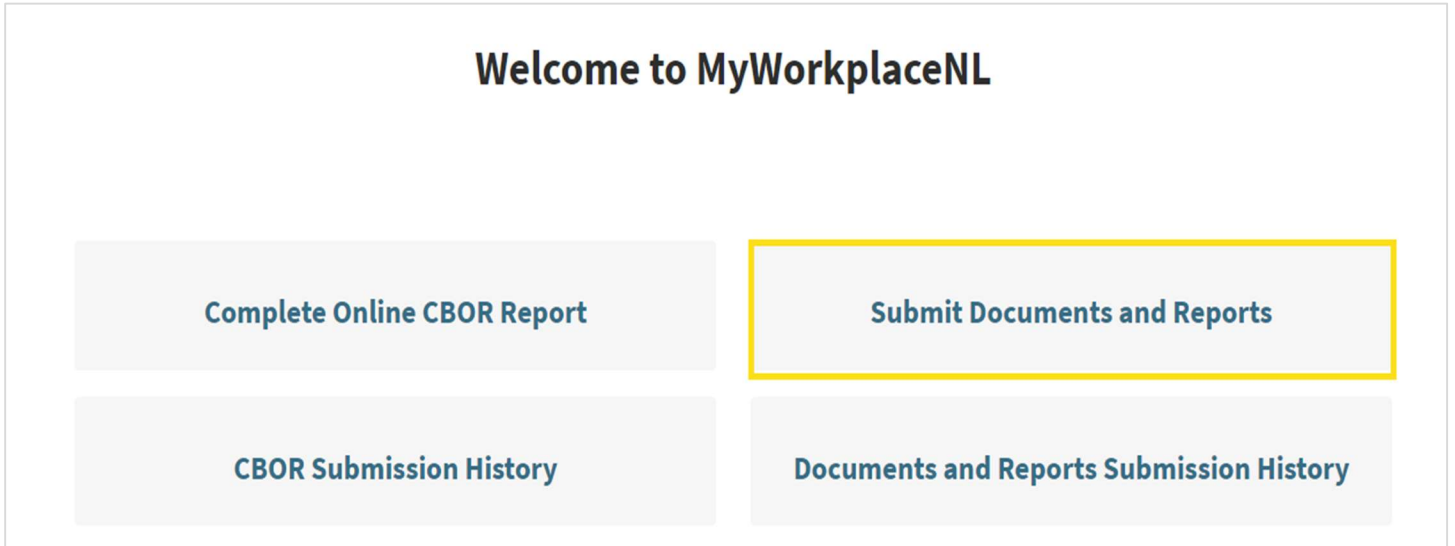 Welcome to MyWorkplaceNL
Complete Online CBOR Report
Submit Documents and Reports
CBOR Submission History
Documents and Reports Submission History